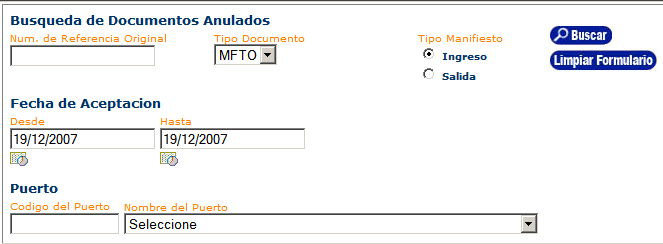 Busqueda de Documentos Anulados
Num. de Referencia Original Tipo Documento Tipo Manifiesto
MFTO
Ingreso
Salida
Buscar
Limpiar Formulario
Fecha de Aceptacion
Desde Hasta
19/12/2007 19/12/2007
Puerto
Codigo del Puerto Nombre del Puerto
Seleccione